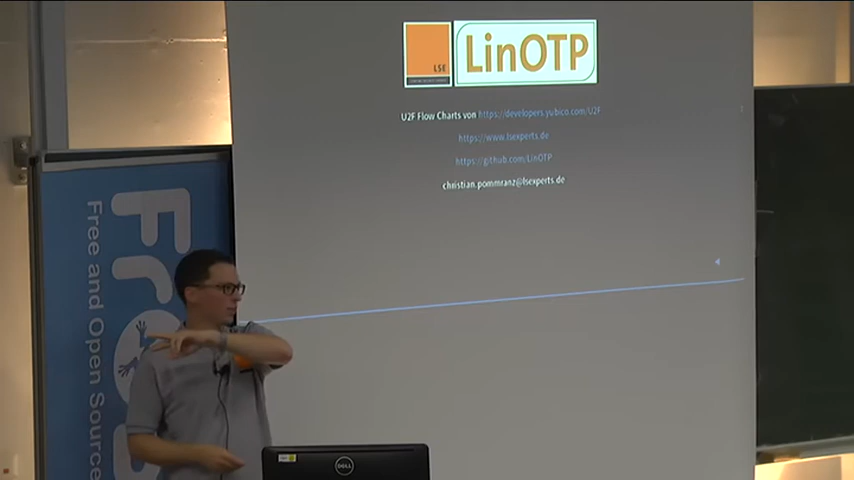 LSE
LinOTP
U2F Flow Charts von https://developers.yubico.com/U2F
https://www.lsexperts.de
https://github.com/LinOTP
christian.pommranz@lsexperts.de
Free and Open Source
DELL